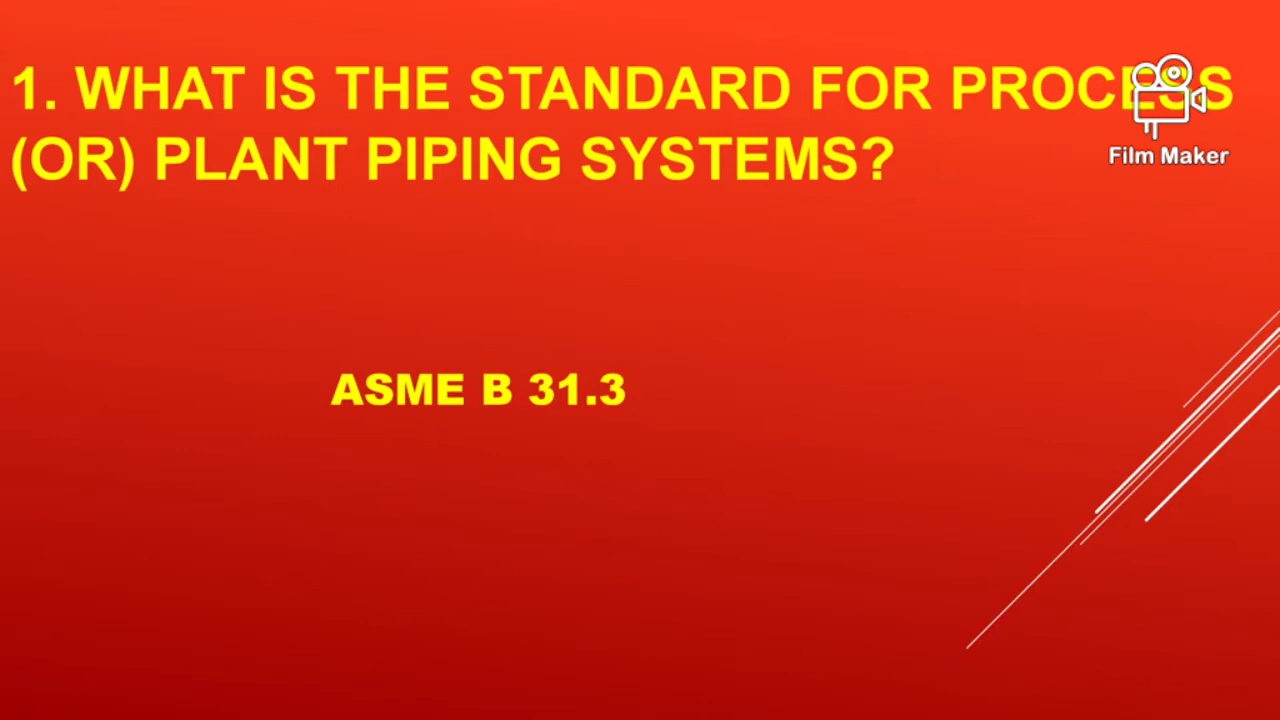 1. WHAT IS THE STANDARD FOR PROCESS
(OR) PLANT PIPING SYSTEMS?
Film Maker
ASME B 31.3